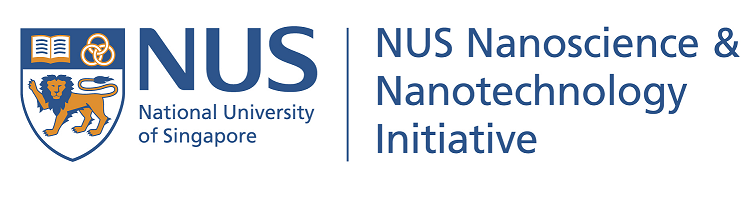 NUS
National University
of Singapore
NUS Nanoscience &
Nanotechnology
Initiative